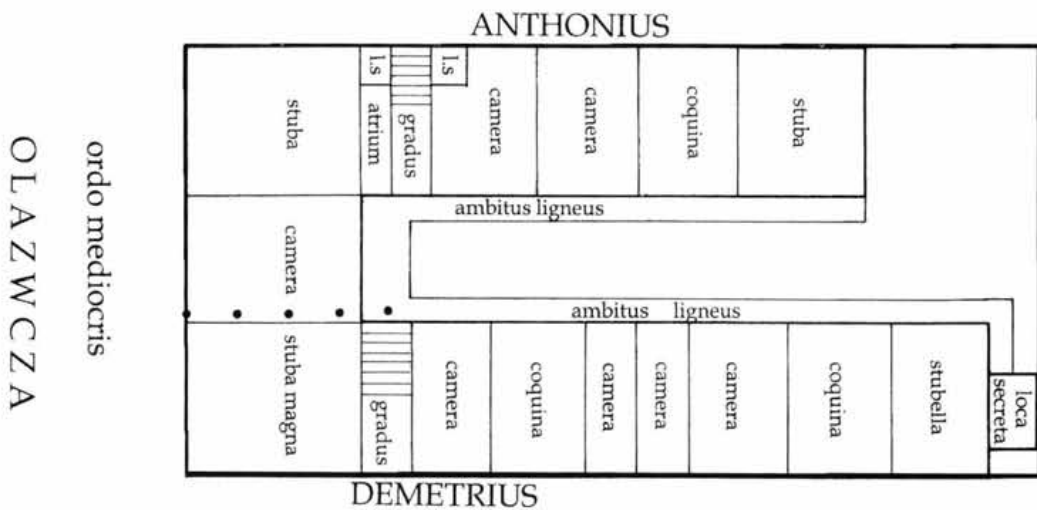 ANTHONIUS
OLAZWCZA
ordo mediocris
stuba
l.s
atrium
gradus
l.s
camera
camera
coquina
stuba
ambitus ligneus
camera
ambitus ligneus
stuba magna
gradus
camera
coquina
camera
camera
camera
coquina
stubella
loca
secreta
DEMETRIUS